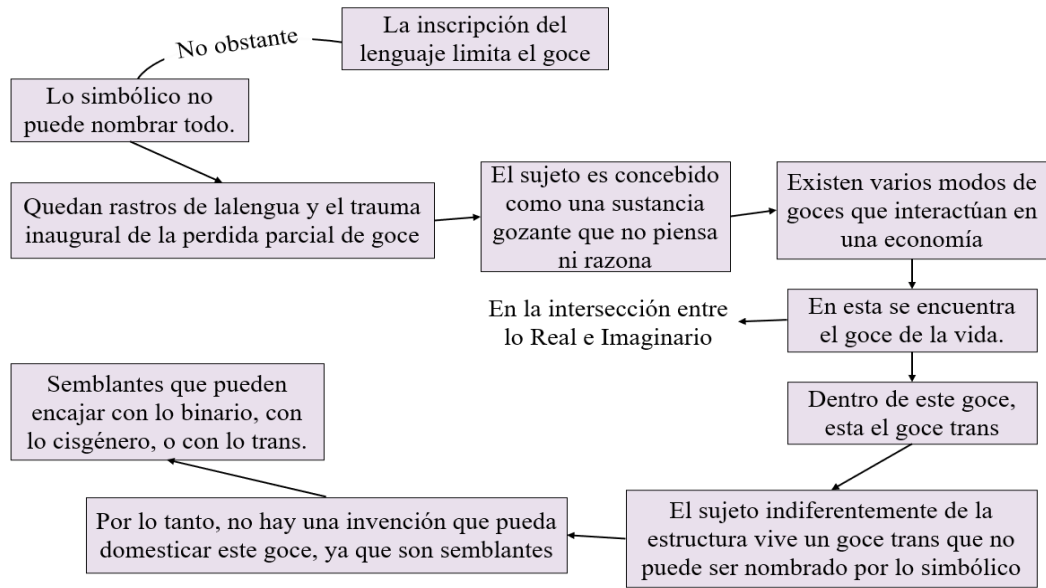 La inscripción del
lenguaje limita el goce
No obstante
Lo simbólico no
puede nombrar todo.
Quedan rastros de lalengua y el trauma
inaugural de la perdida parcial de goce
El sujeto es concebido
como una sustancia
gozante que no piensa
ni razona
Existen varios modos de
goces que interactúan en
una economía
En esta se encuentra
el goce de la vida.
En la intersección entre
lo Real e Imaginario
Dentro de este goce,
esta el goce trans
El sujeto indiferentemente de la
estructura vive un goce trans que no
puede ser nombrado por lo simbólico
Por lo tanto, no hay una invención que pueda
domesticar este goce, ya que son semblantes
Semblantes que pueden
encajar con lo binario, con
lo cisgénero, o con lo trans.